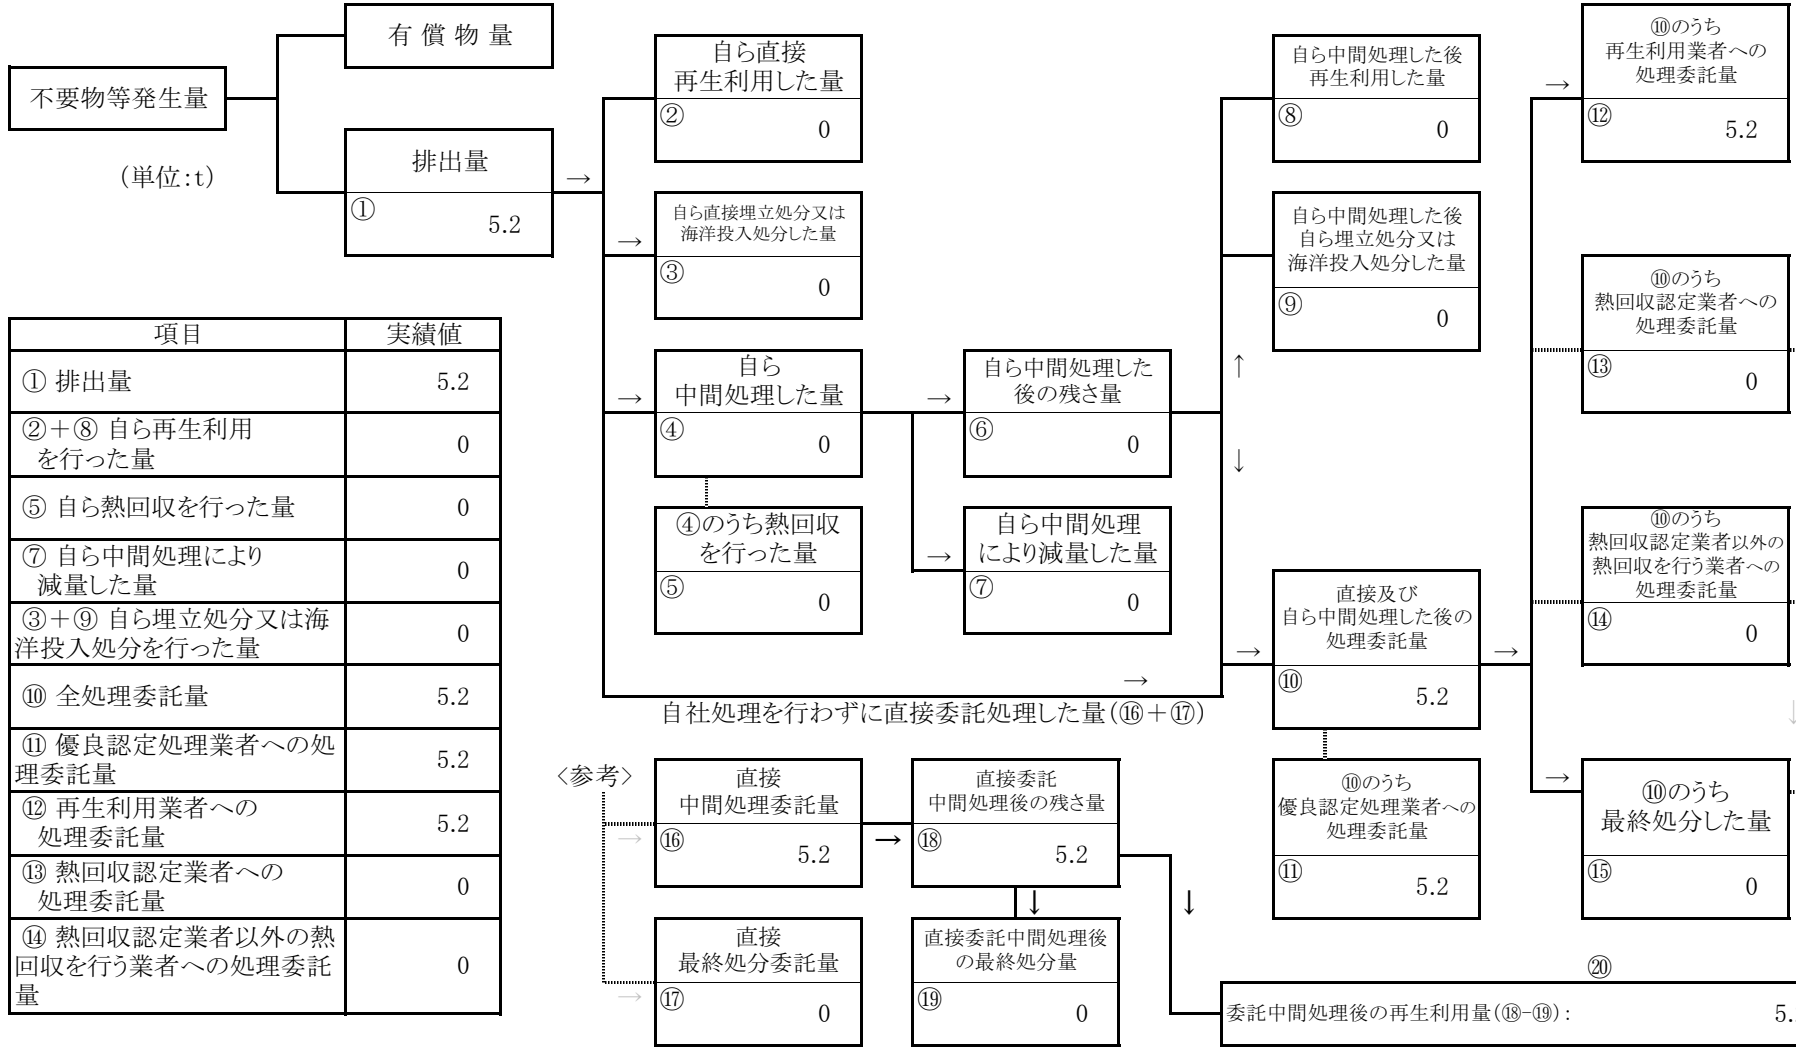 有 償 物 量
不要物等発生量
(単位:t)
排出量
①
5.2
→
自ら直接
再生利用した量
②
0
→
自ら直接埋立処分又は
海洋投入処分した量
③
0
→
自ら
中間処理した量
④
0
④のうち熱回収
を行った量
⑤
0
→
自ら中間処理した
後の残さ量
⑥
0
→
自ら中間処理
により減量した量
⑦
0
自ら中間処理した後
再生利用した量
⑧
0
自ら中間処理した後
自ら埋立処分又は
海洋投入処分した量
⑨
0
↑
↓
→
自社処理を行わずに直接委託処理した量(⑯+⑰)
→
直接及び
自ら中間処理した後の
処理委託量
⑩
5.2
→
⑩のうち
優良認定処理業者への
処理委託量
⑪
5.2
→
⑩のうち
再生利用業者への
処理委託量
⑫
5.2
⑩のうち
熱回収認定業者への
処理委託量
⑬
0
⑩のうち
熱回収認定業者以外の
熱回収を行う業者への
処理委託量
⑭
0
↓
→
⑩のうち
最終処分した量
⑮
0
項目 実績値
① 排出量 5.2
②+⑧ 自ら再生利用
を行った量 0
⑤ 自ら熱回収を行った量 0
⑦ 自ら中間処理により
減量した量 0
③+⑨ 自ら埋立処分又は海
洋投入処分を行った量 0
⑩ 全処理委託量 5.2
⑪ 優良認定処理業者への処
理委託量 5.2
⑫ 再生利用業者への
処理委託量 5.2
⑬ 熱回収認定業者への
処理委託量 0
⑭ 熱回収認定業者以外の熱
回収を行う業者への処理委託
量 0
<参考>
→
直接
中間処理委託量
⑯
5.2
→
直接委託
中間処理後の残さ量
⑱
5.2
↓
↓
→
直接
最終処分委託量
⑰
0
直接委託中間処理後
の最終処分量
⑲
0
⑳
委託中間処理後の再生利用量(⑱-⑲):